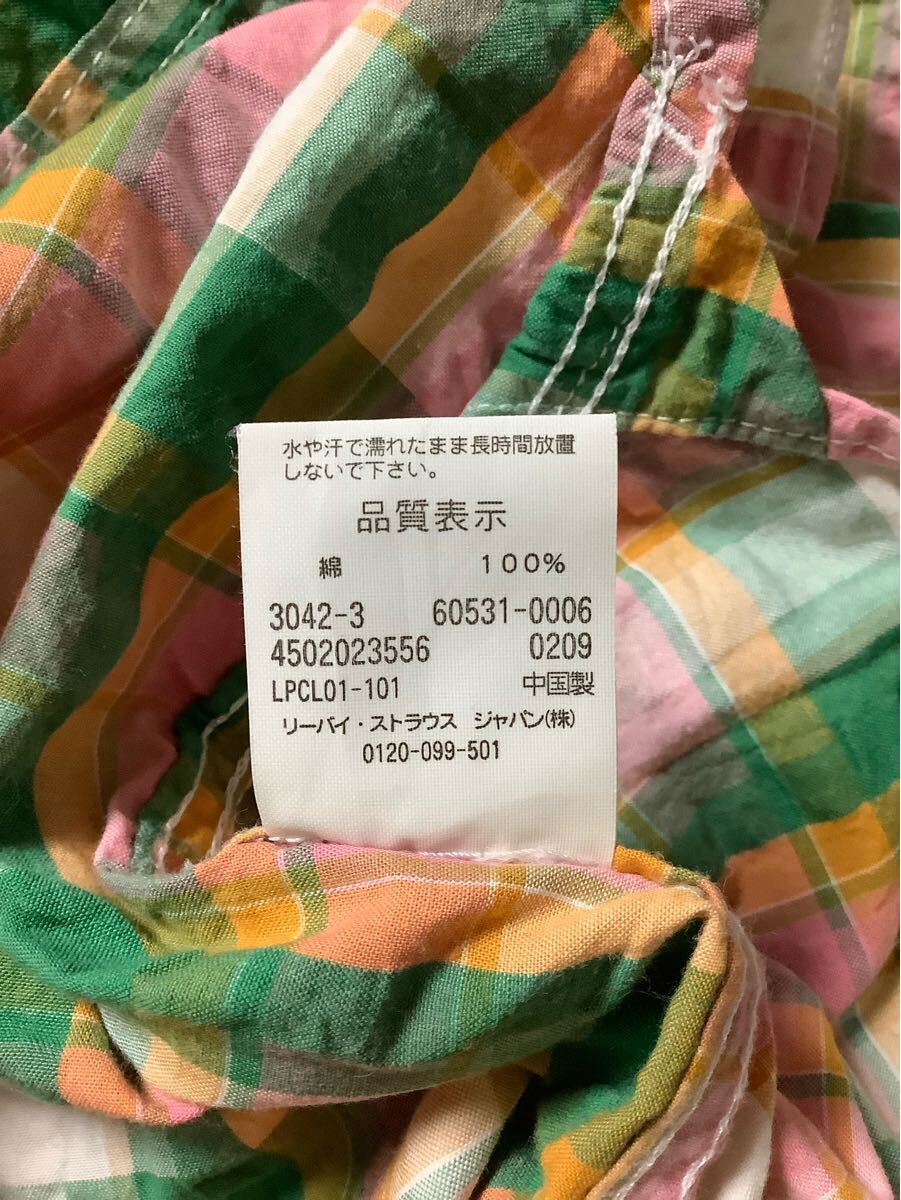 水や汗で濡れたまま長時間放置
しないで下さい。
品質表示
綿 100%
3042-3 60531-0006
4502023556 0209
LPCL01-101 中国製
リーバイ・ストラウス ジャパン(株)
0120-099-501